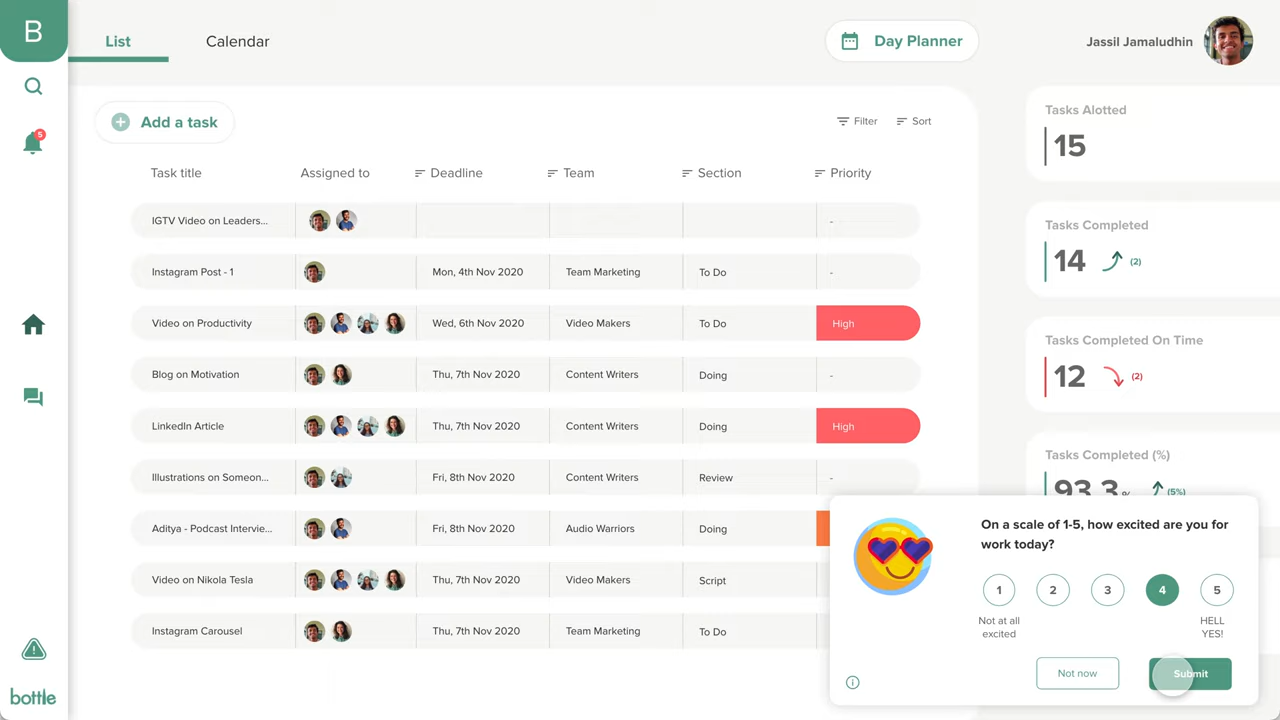 B
List
Calendar
Day Planner
Jassil Jamaludhin
5
Add a task
Filter
Sort
Task title
Assigned to
Deadline
Team
Section
Priority
IGTV Video on Leaders...
-
Instagram Post - 1
Mon, 4th Nov 2020
Team Marketing
To Do
-
Video on Productivity
Wed, 6th Nov 2020
Video Makers
To Do
High
Blog on Motivation
Thu, 7th Nov 2020
Content Writers
Doing
-
LinkedIn Article
Thu, 7th Nov 2020
Content Writers
Doing
High
Illustrations on Someon...
Fri, 8th Nov 2020
Content Writers
Review
-
Aditya - Podcast Intervie...
Fri, 8th Nov 2020
Audio Warriors
Doing
Video on Nikola Tesla
Thu, 7th Nov 2020
Video Makers
Script
Instagram Carousel
Thu, 7th Nov 2020
Team Marketing
To Do
Tasks Alotted
15
Tasks Completed
14
(2)
Tasks Completed On Time
12
(2)
Tasks Completed (%)
93.3 %
(5%)
On a scale of 1-5, how excited are you for
work today?
1
2
3
4
5
Not at all
excited
HELL
YES!
Not now
Submit
bottle